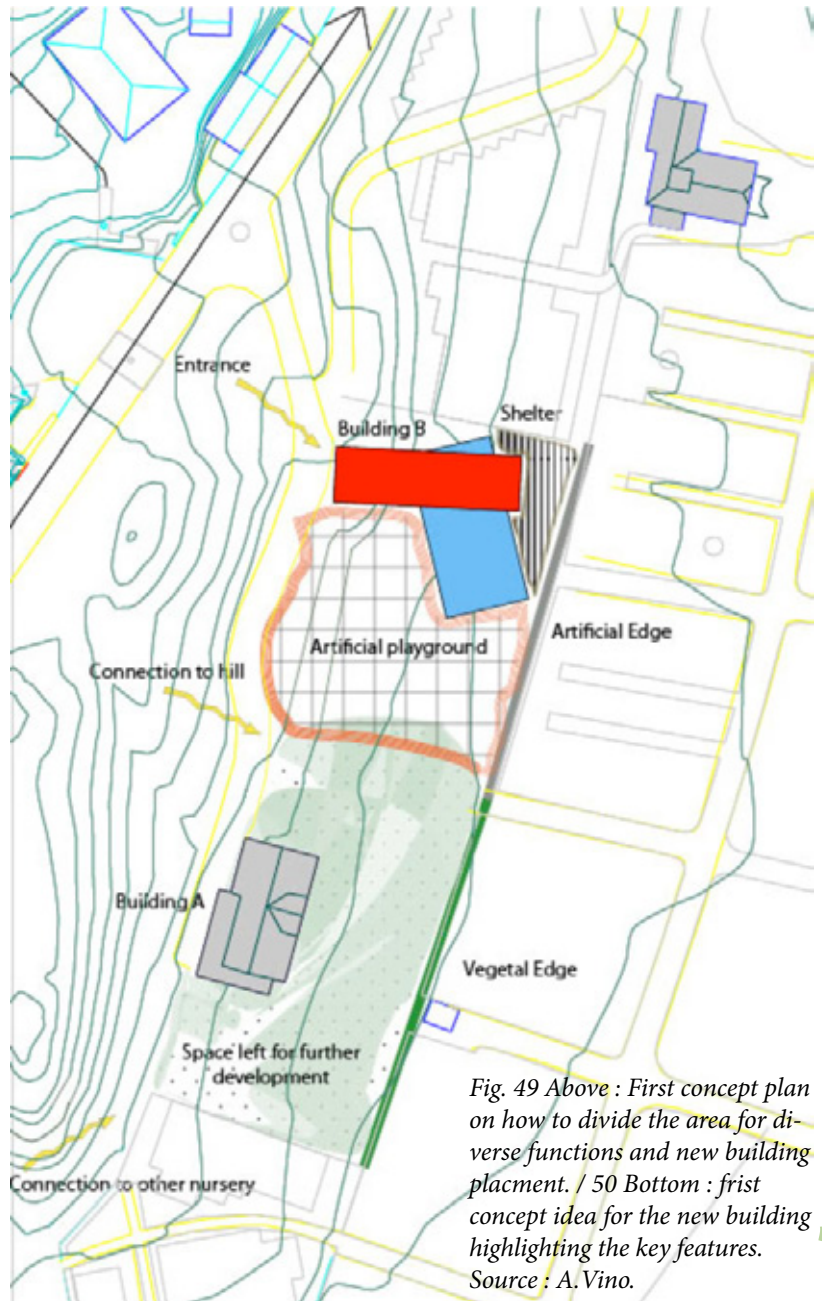 Entrance
Shelter
Building B
Artificial Edge
Artificial playground
Connection to hill
Building A
Vegetal Edge
Space left for further
development
Connection to other nursery
Fig. 49 Above : First concept plan
on how to divide the area for di-
verse functions and new building
placment. / 50 Bottom : frist
concept idea for the new building
highlighting the key features.
Source : A.Vino.